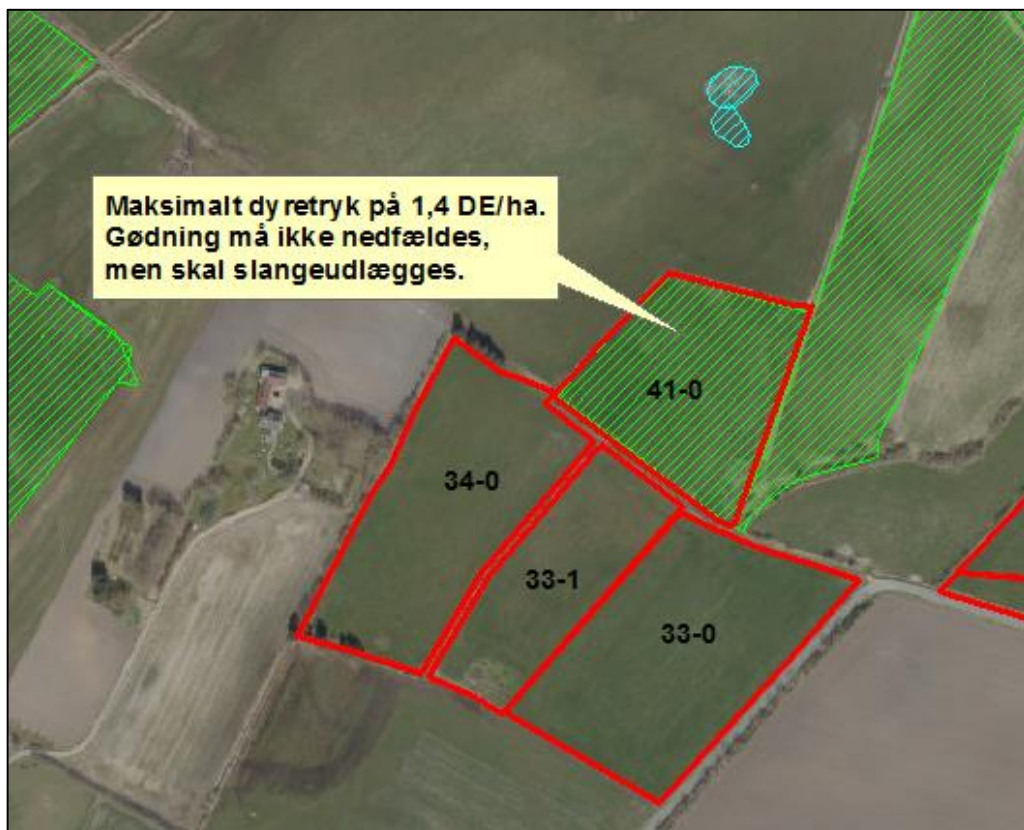 Maksimalt dyretryk på 1,4 DE/ha.
Gødning må ikke nedfældes,
men skal slangeudlægges.
41-0
34-0
33-1
33-0